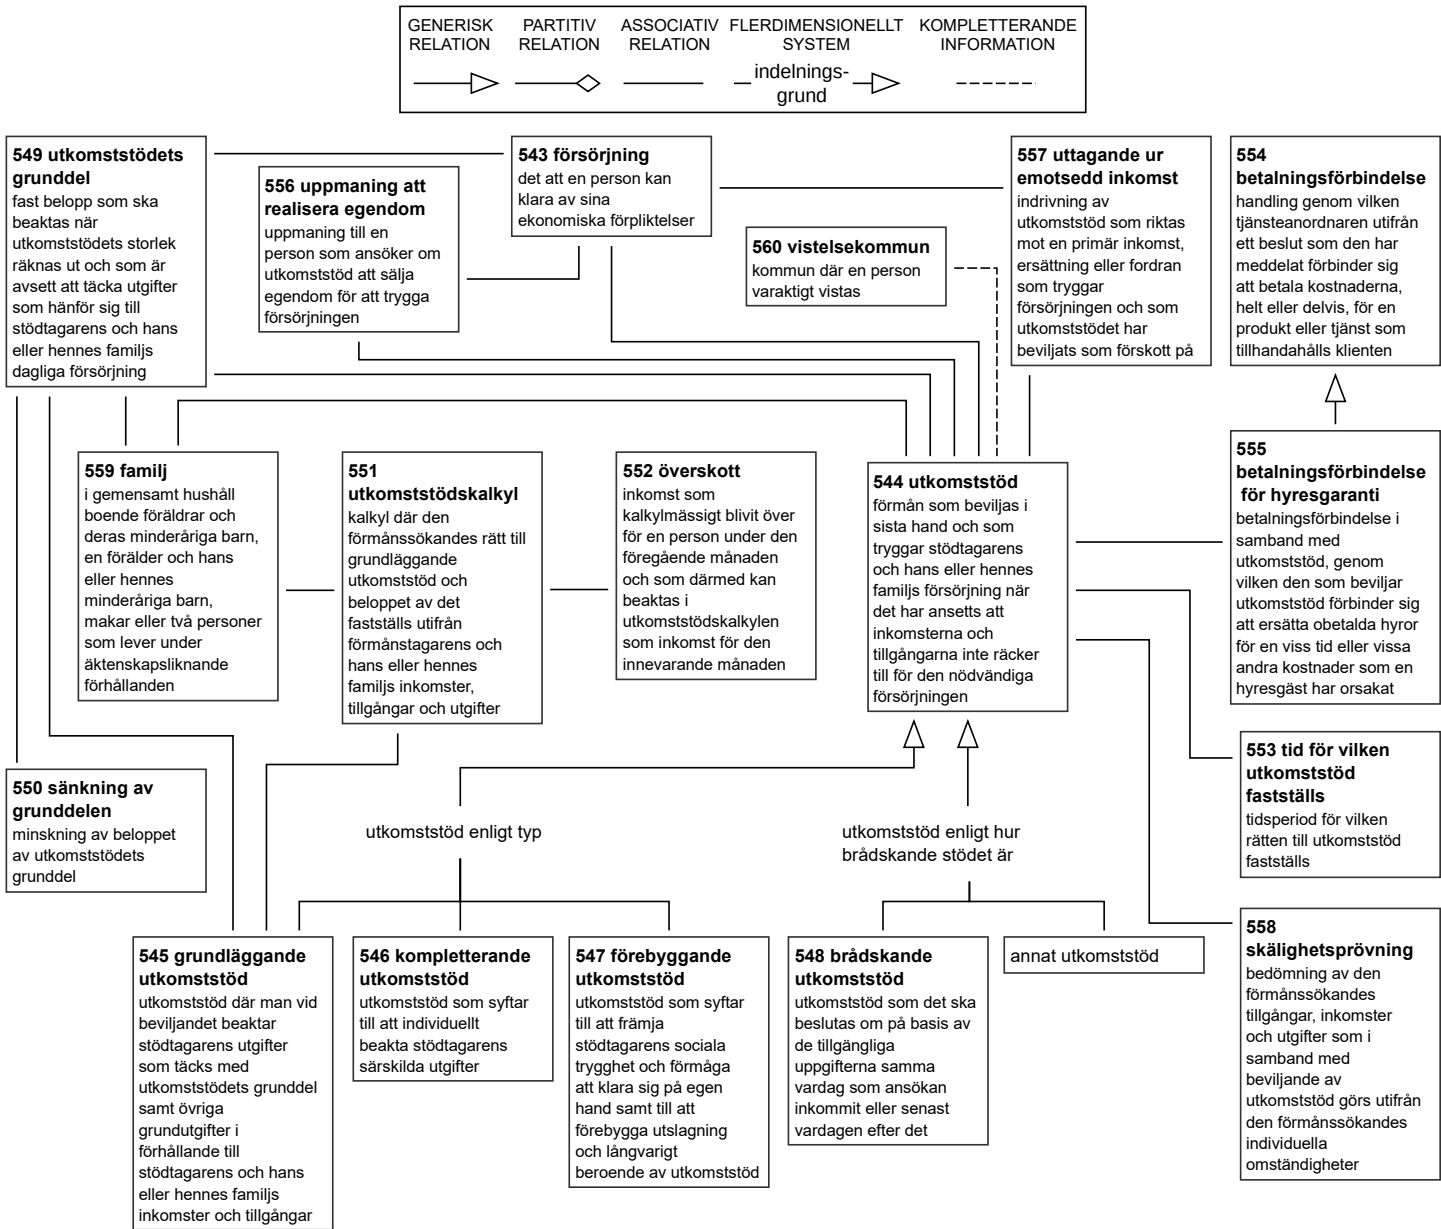 GENERISK
RELATION
PARTITIV
RELATION
ASSOCIATIV
RELATION
FLERDIMENSIONELLT
SYSTEM
KOMPLETTERANDE
INFORMATION
indelnings-
grund
549 utkomststödets
grunddel
fast belopp som ska
beaktas när
utkomststödets storlek
räknas ut och som är
avsett att täcka utgifter
som hänför sig till
stödtagarens och hans
eller hennes familjs
dagliga försörjning
556 uppmaning att
realisera egendom
uppmaning till en
person som ansöker om
utkomststöd att sälja
egendom för att trygga
försörjningen
543 försörjning
det att en person kan
klara av sina
ekonomiska förpliktelser
560 vistelsekommun
kommun där en person
varaktigt vistas
557 uttagande ur
emotsedd inkomst
indrivning av
utkomststöd som riktas
mot en primär inkomst,
ersättning eller fordran
som tryggar
försörjningen och som
utkomststödet har
beviljats som förskott på
554
betalningsförbindelse
handling genom vilken
tjänsteanordnaren utifrån
ett beslut som den har
meddelat förbinder sig
att betala kostnaderna,
helt eller delvis, för en
produkt eller tjänst som
tillhandahålls klienten
559 familj
i gemensamt hushåll
boende föräldrar och
deras minderåriga barn,
en förälder och hans
eller hennes
minderåriga barn,
makar eller två personer
som lever under
äktenskapsliknande
förhållanden
551
utkomststödskalkyl
kalkyl där den
förmånssökandes rätt till
grundläggande
utkomststöd och
beloppet av det
fastställs utifrån
förmånstagarens och
hans eller hennes
familjs inkomster,
tillgångar och utgifter
552 överskott
inkomst som
kalkylmässigt blivit över
för en person under den
föregående månaden
och som därmed kan
beaktas i
utkomststödskalkylen
som inkomst för den
innevarande månaden
544 utkomststöd
förmån som beviljas i
sista hand och som
tryggar stödtagarens
och hans eller hennes
familjs försörjning när
det har ansetts att
inkomsterna och
tillgångarna inte räcker
till för den nödvändiga
försörjningen
555
betalningsförbindelse
för hyresgaranti
betalningsförbindelse i
samband med
utkomststöd, genom
vilken den som beviljar
utkomststöd förbinder sig
att ersätta obetalda hyror
för en viss tid eller vissa
andra kostnader som en
hyresgäst har orsakat
550 sänkning av
grunddelen
minskning av beloppet
av utkomststödets
grunddel
utkomststöd enligt typ
utkomststöd enligt hur
brådskande stödet är
553 tid för vilken
utkomststöd
fastställs
tidsperiod för vilken
rätten till utkomststöd
fastställs
545 grundläggande
utkomststöd
utkomststöd där man vid
beviljandet beaktar
stödtagarens utgifter
som täcks med
utkomststödets grunddel
samt övriga
grundutgifter i
förhållande till
stödtagarens och hans
eller hennes familjs
inkomster och tillgångar
546 kompletterande
utkomststöd
utkomststöd som syftar
till att individuellt
beakta stödtagarens
särskilda utgifter
547 förebyggande
utkomststöd
utkomststöd som syftar
till att främja
stödtagarens sociala
trygghet och förmåga
att klara sig på egen
hand samt till att
förebygga utslagning
och långvarigt
beroende av utkomststöd
548 brådskande
utkomststöd
utkomststöd som det ska
beslutas om på basis av
de tillgängliga
uppgifterna samma
vardag som ansökan
inkommit eller senast
vardagen efter det
annat utkomststöd
558
skälighetsprövning
bedömning av den
förmånssökandes
tillgångar, inkomster
och utgifter som i
samband med
beviljande av
utkomststöd görs utifrån
den förmånssökandes
individuella
omständigheter